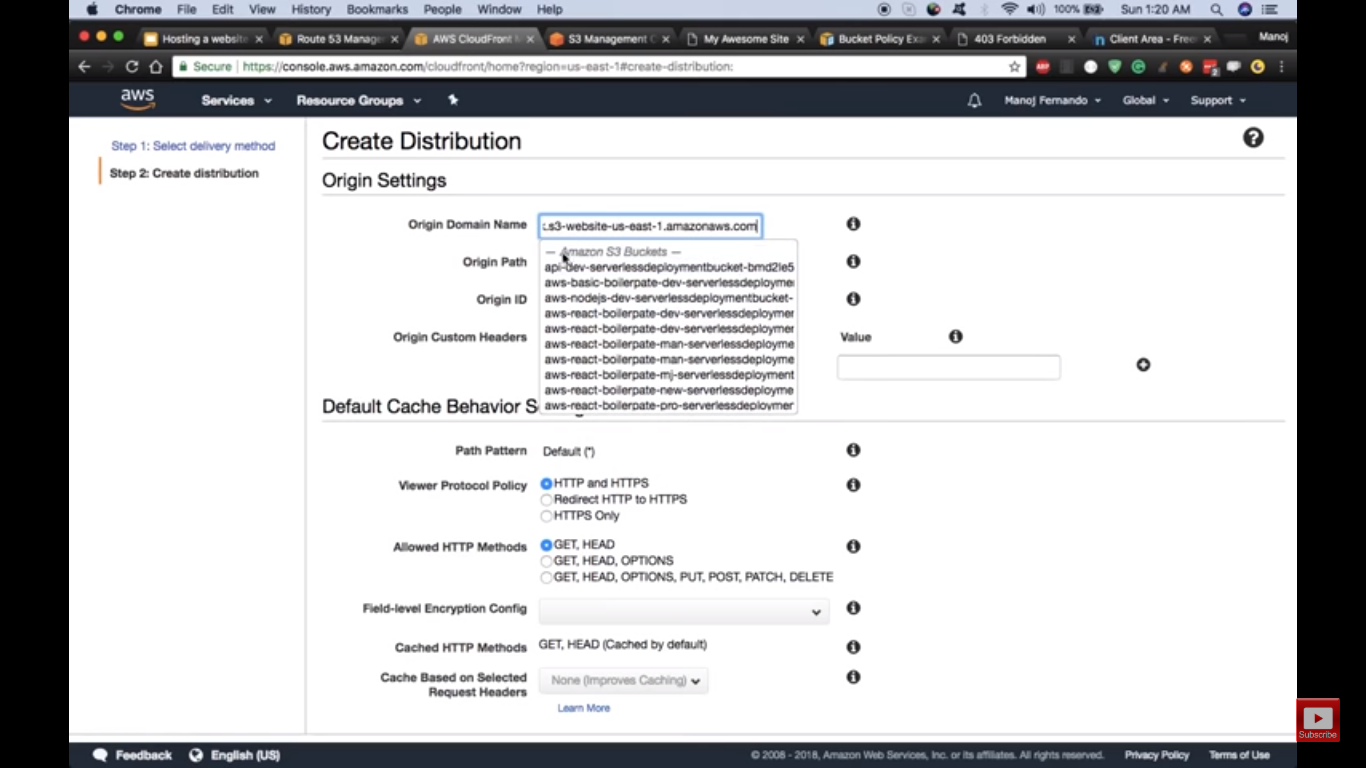 Chrome File Edit View History Bookmarks People Window Help 100% Sun 1:20 AM
Hosting a website Route 53 Manage AWS CloudFront M S3 Management C My Awesome Site Bucket Policy Exa 403 Forbidden Client Area - Free Manoj
Secure https://console.aws.amazon.com/cloudfront/home?region=us-east-1#create-distribution:
aws Services Resource Groups Manoj Fernando Global Support
Step 1: Select delivery method
Step 2: Create distribution
Create Distribution
Origin Settings
Origin Domain Name .s3-website-us-east-1.amazonaws.com
— Amazon S3 Buckets —
Origin Path api-dev-serverlessdeploymentbucket-bmd2le5
aws-basic-boilerpate-dev-serverlessdeployme
Origin ID aws-nodejs-dev-serverlessdeploymentbucket-
aws-react-boilerpate-dev-serverlessdeploymer
aws-react-boilerpate-dev-serverlessdeploymer
Origin Custom Headers Value
aws-react-boilerpate-man-serverlessdeployme
aws-react-boilerpate-man-serverlessdeployme
aws-react-boilerpate-mj-serverlessdeployment
aws-react-boilerpate-new-serverlessdeployme
aws-react-boilerpate-pro-serverlessdeploymer
Default Cache Behavior S
Path Pattern Default (*)
Viewer Protocol Policy HTTP and HTTPS
Redirect HTTP to HTTPS
HTTPS Only
Allowed HTTP Methods GET, HEAD
GET, HEAD, OPTIONS
GET, HEAD, OPTIONS, PUT, POST, PATCH, DELETE
Field-level Encryption Config
Cached HTTP Methods GET, HEAD (Cached by default)
Cache Based on Selected Request Headers None (Improves Caching)
Learn More
Subscribe
Feedback English (US) © 2008 - 2018, Amazon Web Services, Inc. or its affiliates. All rights reserved. Privacy Policy Terms of Use